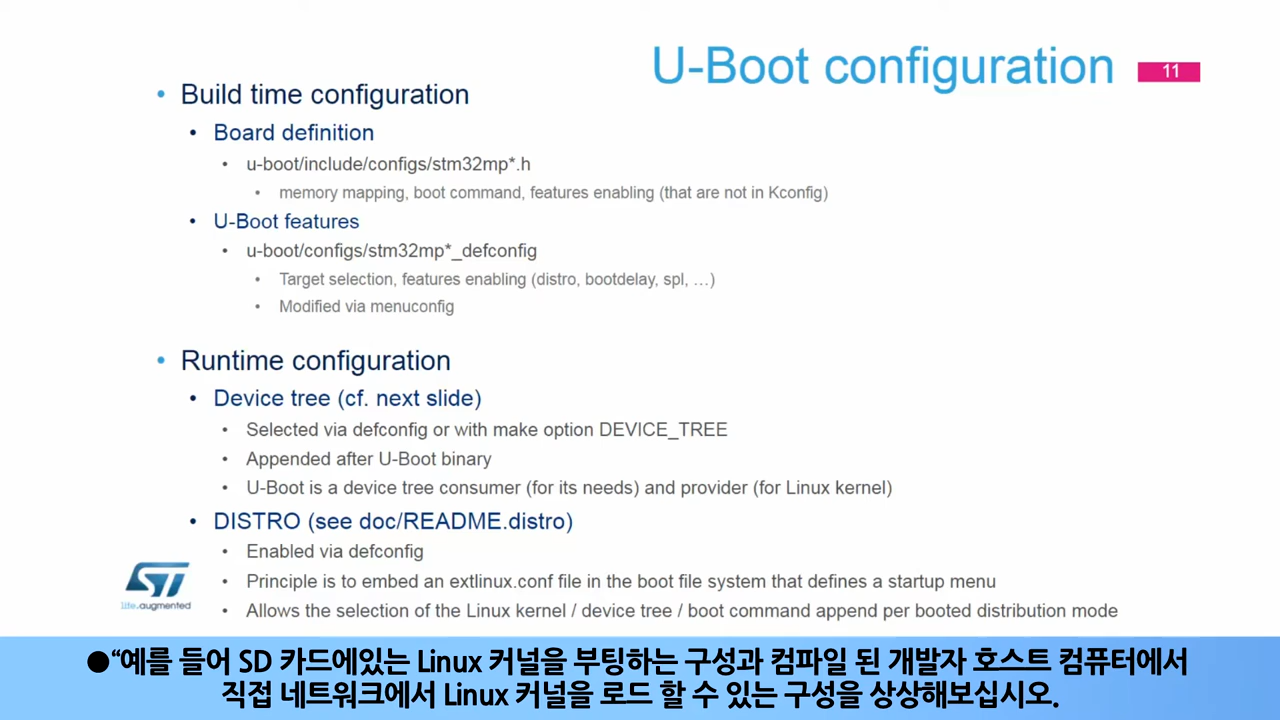 U-Boot configuration
11
• Build time configuration
• Board definition
• u-boot/include/configs/stm32mp*.h
• memory mapping, boot command, features enabling (that are not in Kconfig)
• U-Boot features
• u-boot/configs/stm32mp*_defconfig
• Target selection, features enabling (distro, bootdelay, spl, …)
• Modified via menuconfig
• Runtime configuration
• Device tree (cf. next slide)
• Selected via defconfig or with make option DEVICE_TREE
• Appended after U-Boot binary
• U-Boot is a device tree consumer (for its needs) and provider (for Linux kernel)
• DISTRO (see doc/README.distro)
• Enabled via defconfig
• Principle is to embed an extlinux.conf file in the boot file system that defines a startup menu
• Allows the selection of the Linux kernel / device tree / boot command append per booted distribution mode
ST
life.augmented
●“예를 들어 SD 카드에있는 Linux 커널을 부팅하는 구성과 컴파일 된 개발자 호스트 컴퓨터에서
직접 네트워크에서 Linux 커널을 로드 할 수 있는 구성을 상상해보십시오.